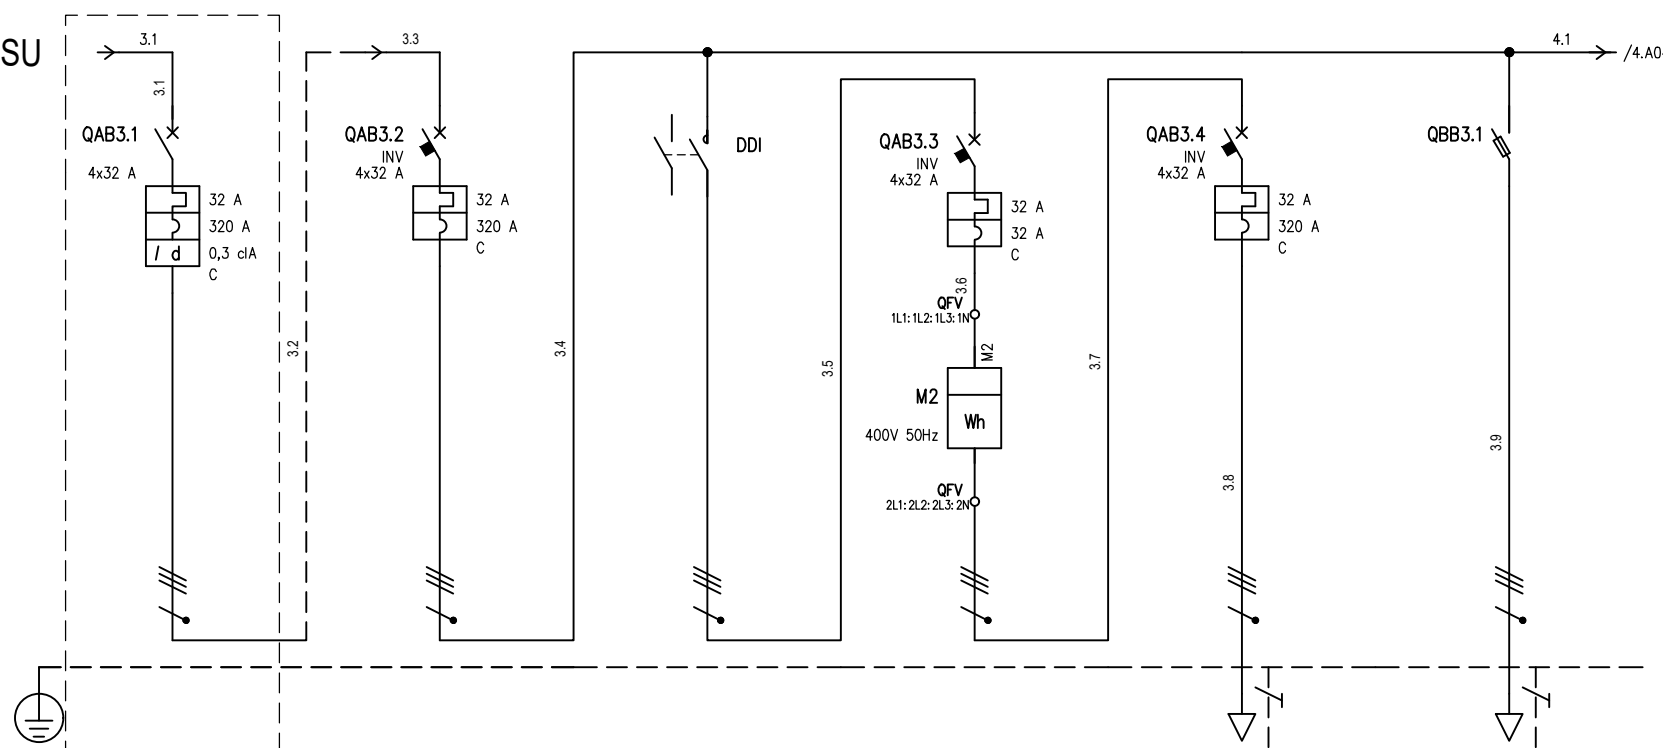 SU
3.1
3.1
QAB3.1
4x32 A
32 A
320 A
I d
0,3 clA
C
3.2
3.3
QAB3.2
INV
4x32 A
32 A
320 A
C
3.4
DDI
3.5
QAB3.3
INV
4x32 A
32 A
32 A
C
3.6
QFV
1L1:1L2:1L3:1N
M2
M2
Wh
400V 50Hz
QFV
2L1:2L2:2L3:2N
3.7
QAB3.4
INV
4x32 A
32 A
320 A
C
3.8
QBB3.1
3.9
4.1
/4.A0